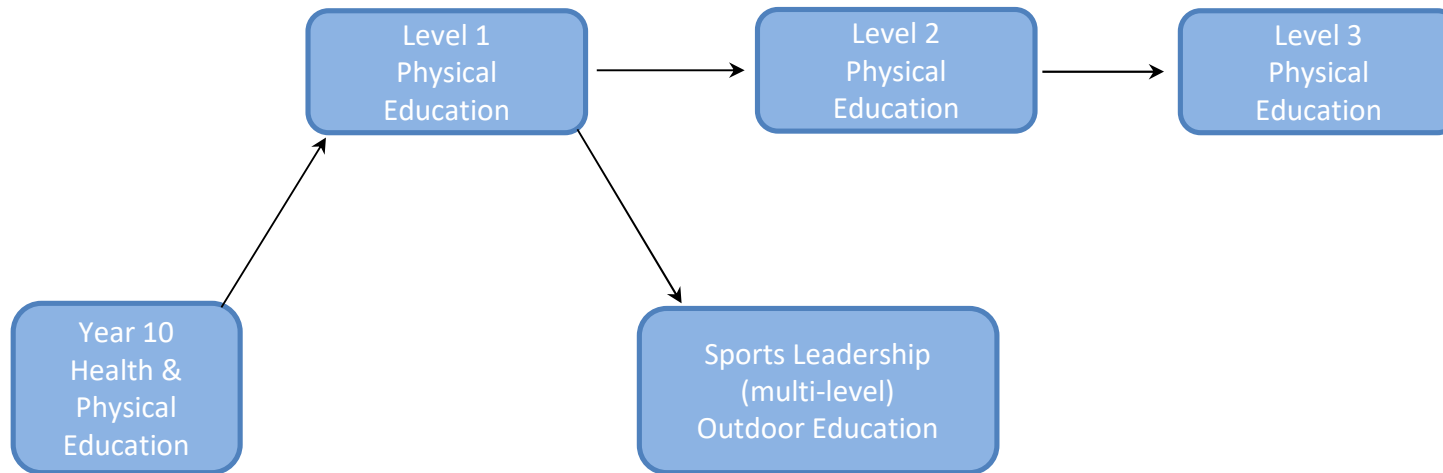 Level 1
Physical
Education
Level 2
Physical
Education
Level 3
Physical
Education
Year 10
Health &
Physical
Education
Sports Leadership
(multi-level)
Outdoor Education